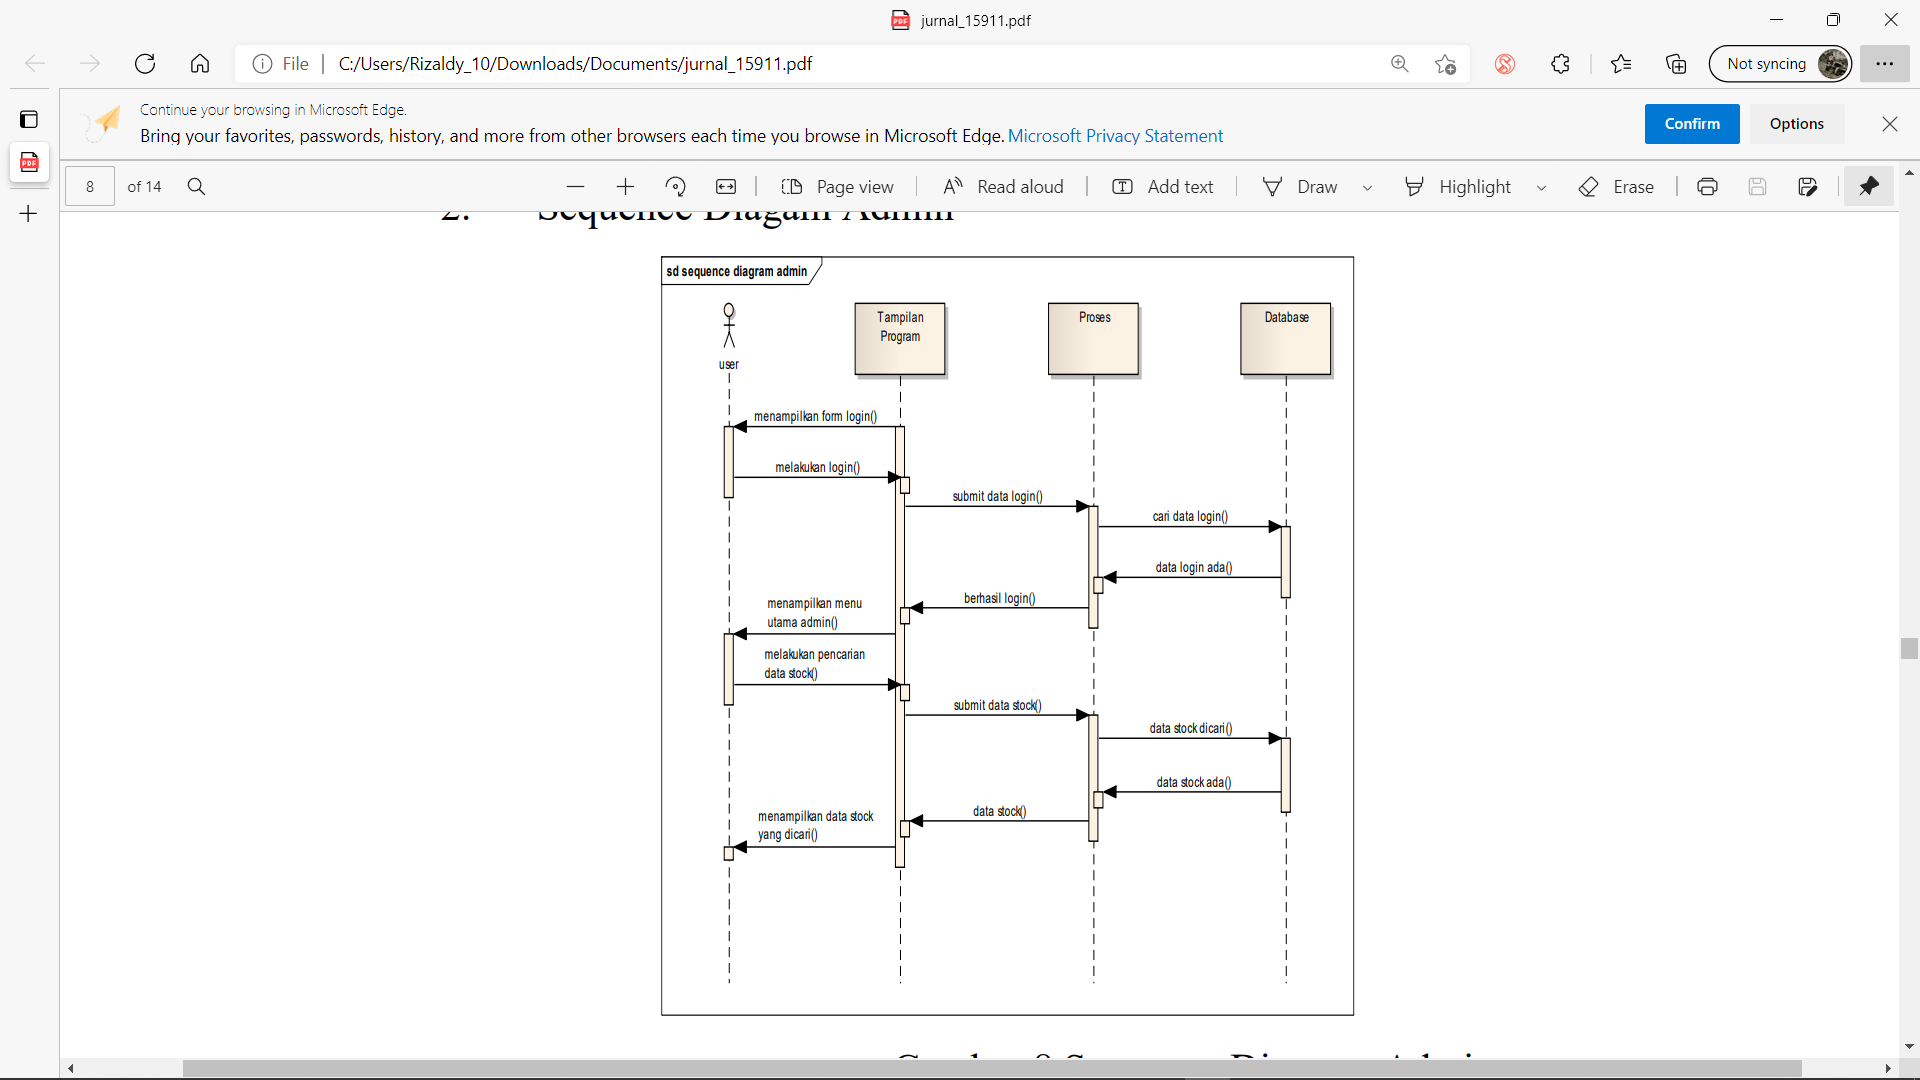 jurnal_15911.pdf
File
C:/Users/Rizaldy_10/Downloads/Documents/jurnal_15911.pdf
Not syncing
Continue your browsing in Microsoft Edge.
Bring your favorites, passwords, history, and more from other browsers each time you browse in Microsoft Edge. Microsoft Privacy Statement
Confirm
Options
8 of 14
Page view
Read aloud
Add text
Draw
Highlight
Erase
2. Sequence Diagam Admin
sd sequence diagram admin
user
Tampilan
Program
Proses
Database
menampilkan form login()
melakukan login()
submit data login()
cari data login()
data login ada()
berhasil login()
menampilkan menu
utama admin()
melakukan pencarian
data stock()
submit data stock()
data stock dicari()
data stock ada()
data stock()
menampilkan data stock
yang dicari()